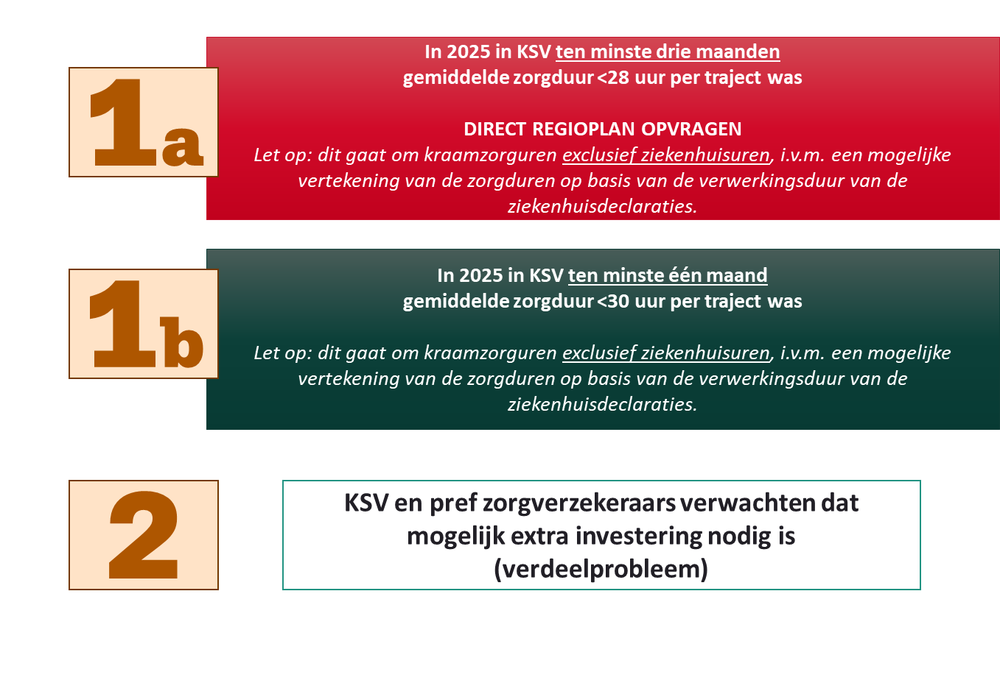 1a
In 2025 in KSV ten minste drie maanden
gemiddelde zorgduur <28 uur per traject was
DIRECT REGIOPLAN OPVRAGEN
Let op: dit gaat om kraamzorguren exclusief ziekenhuisuren, i.v.m. een mogelijke
vertekening van de zorgduren op basis van de verwerkingsduur van de
ziekenhuisdeclaraties.
1b
In 2025 in KSV ten minste één maand
gemiddelde zorgduur <30 uur per traject was
Let op: dit gaat om kraamzorguren exclusief ziekenhuisuren, i.v.m. een mogelijke
vertekening van de zorgduren op basis van de verwerkingsduur van de
ziekenhuisdeclaraties.
2
KSV en pref zorgverzekeraars verwachten dat
mogelijk extra investering nodig is
(verdeelprobleem)